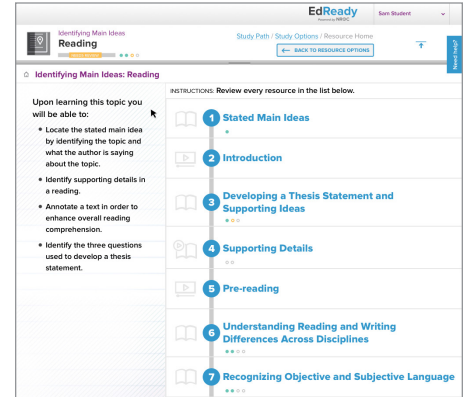 EdReady
Powered by NROC
Sam Student
Identifying Main Ideas
Reading
Study Path / Study Options / Resource Home
← BACK TO RESOURCE OPTIONS
Need help?
Identifying Main Ideas: Reading
Upon learning this topic you
will be able to:
• Locate the stated main idea
by identifying the topic and
what the author is saying
about the topic.
• Identify supporting details in
a reading.
• Annotate a text in order to
enhance overall reading
comprehension.
• Identify the three questions
used to develop a thesis
statement.
INSTRUCTIONS: Review every resource in the list below.
1 Stated Main Ideas
2 Introduction
3 Developing a Thesis Statement and
Supporting Ideas
4 Supporting Details
5 Pre-reading
6 Understanding Reading and Writing
Differences Across Disciplines
7 Recognizing Objective and Subjective Language